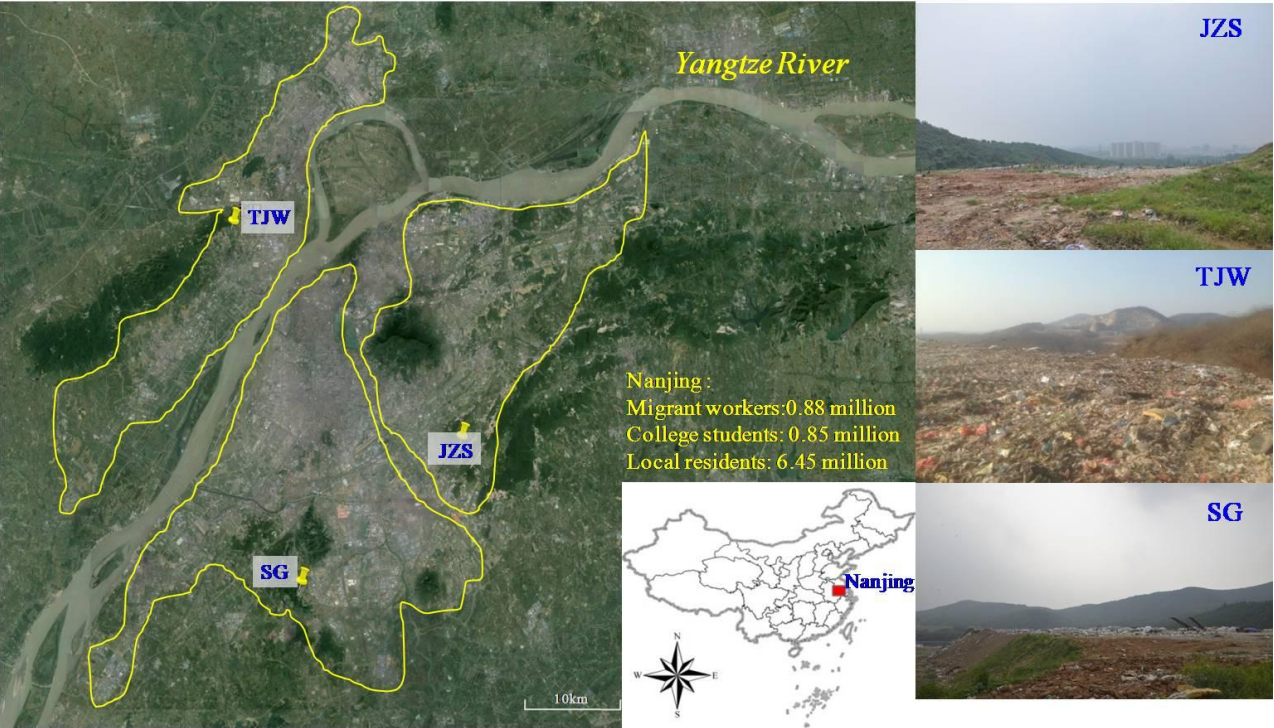 Yangtze River
TJW
JZS
SG
Nanjing :
Migrant workers:0.88 million
College students: 0.85 million
Local residents: 6.45 million
10km
Nanjing
N
W
E
S
JZS
TJW
SG